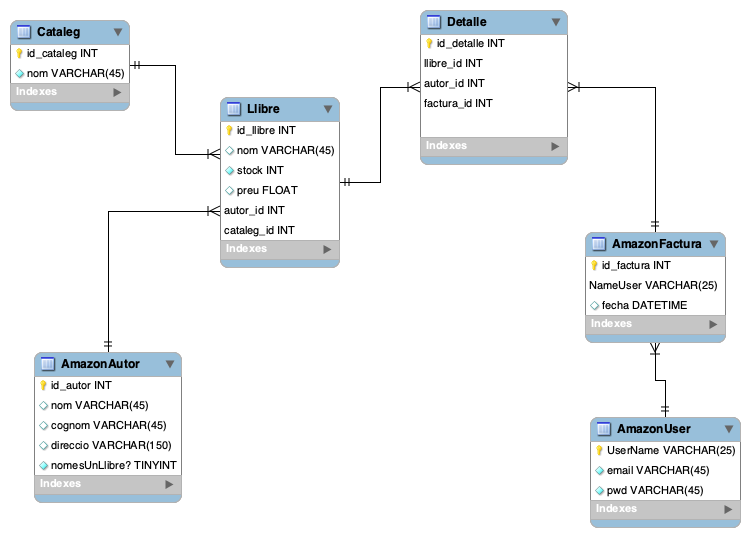 Cataleg
id_cataleg INT
nom VARCHAR(45)
Indexes
Llibre
id_llibre INT
nom VARCHAR(45)
stock INT
preu FLOAT
autor_id INT
cataleg_id INT
Indexes
Detalle
id_detalle INT
llibre_id INT
autor_id INT
factura_id INT
Indexes
AmazonFactura
id_factura INT
NameUser VARCHAR(25)
fecha DATETIME
Indexes
AmazonAutor
id_autor INT
nom VARCHAR(45)
cognom VARCHAR(45)
direccio VARCHAR(150)
nomesUnLlibre? TINYINT
Indexes
AmazonUser
UserName VARCHAR(25)
email VARCHAR(45)
pwd VARCHAR(45)
Indexes